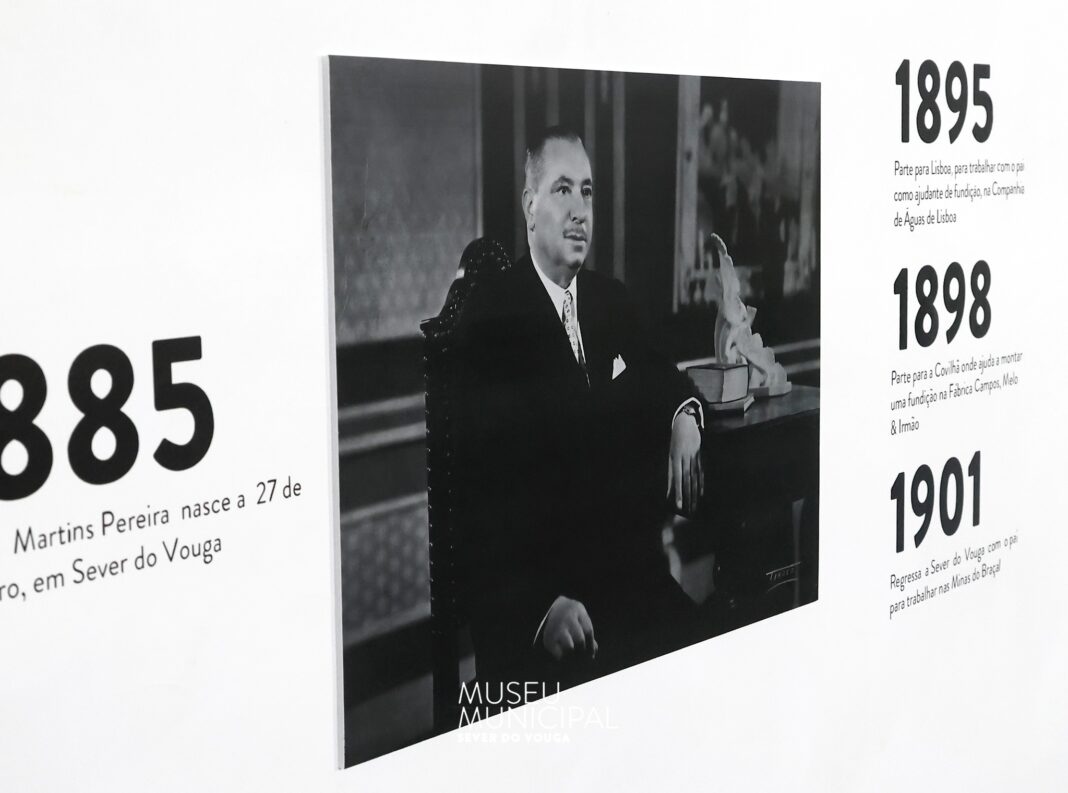 885
Martins Pereira nasce a 27 de
ro, em Sever do Vouga
1895
Parte para Lisboa, para trabalhar com o pai
como ajudante de fundição, na Companhia
de Águas de Lisboa
1898
Parte para a Covilhã onde ajuda a montar
uma fundição na Fábrica Campos, Melo
& Irmão
1901
Regressa a Sever do Vouga com o pai
para trabalhar nas Minas do Braçal
MUSEU
MUNICIPAL
SEVER DO VOUGA